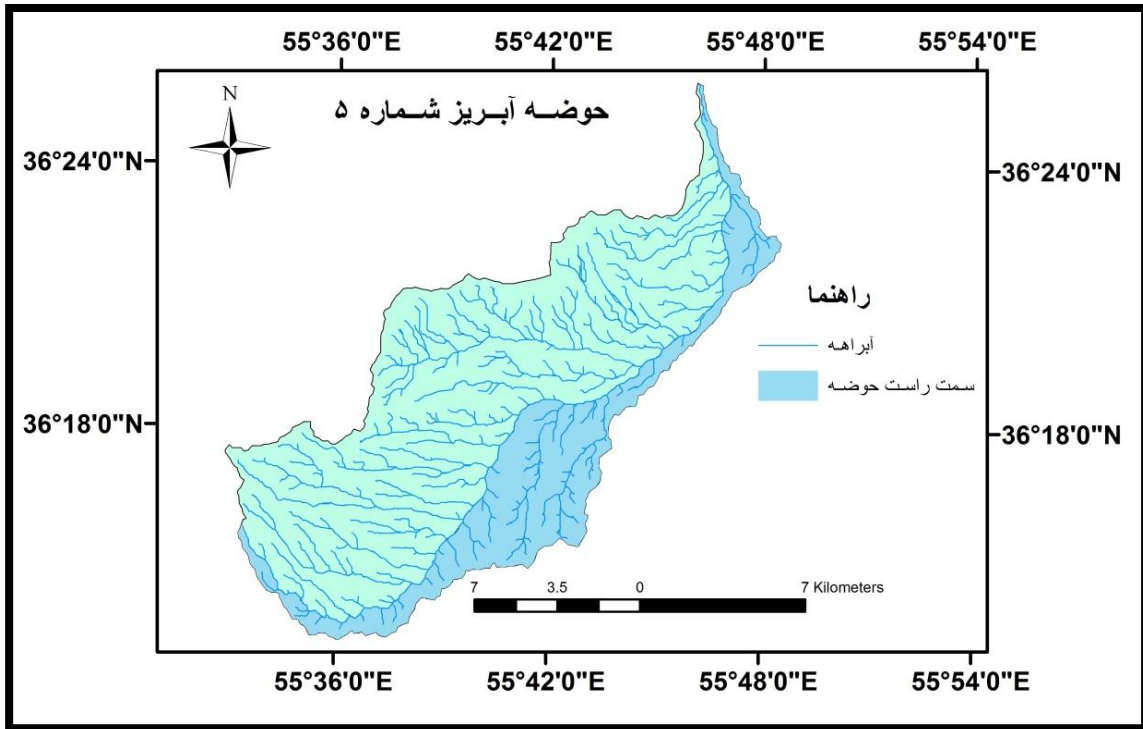 55°36'0"E 55°42'0"E 55°48'0"E 55°54'0"E
N
حوضه آبریز شماره ۵
36°24'0"N
36°24'0"N
راهنما
آبراهه
سمت راست حوضه
36°18'0"N
36°18'0"N
7 3.5 0 7 Kilometers
55°36'0"E 55°42'0"E 55°48'0"E 55°54'0"E